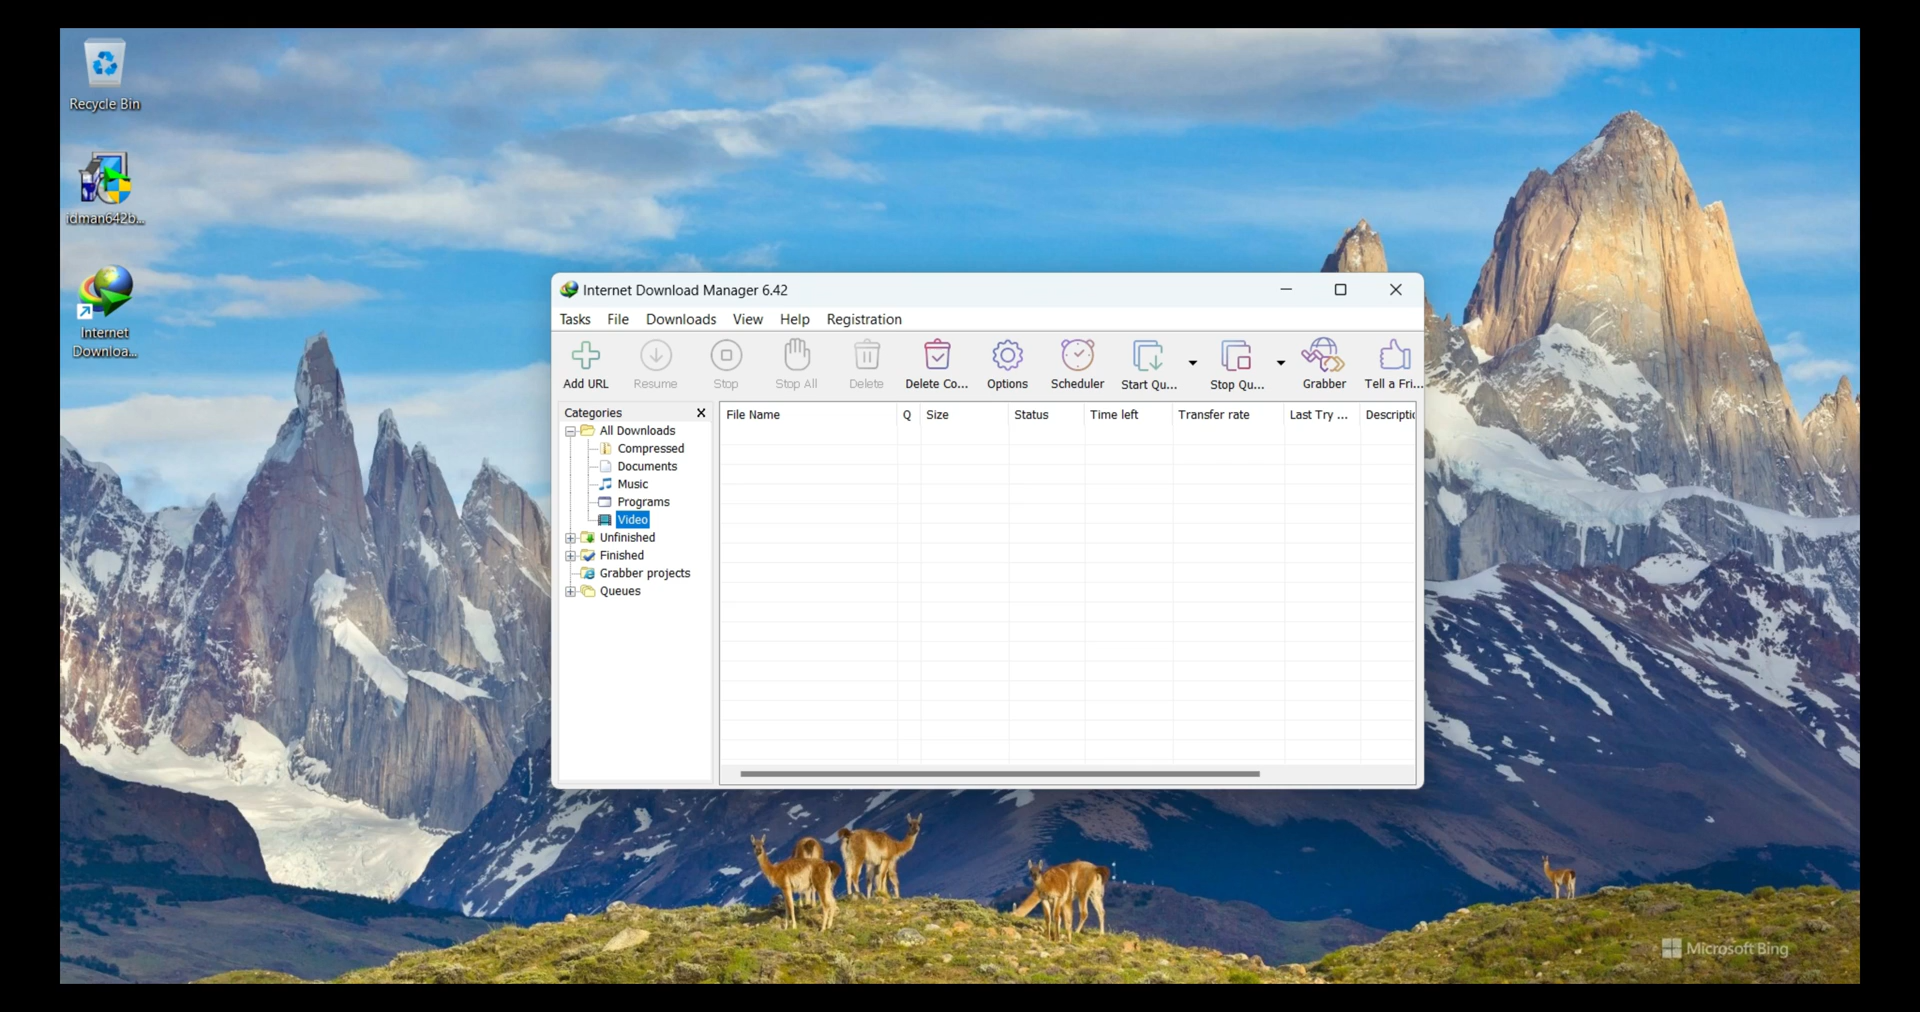 Recycle Bin
idman642b...
Internet
Downloa...
Internet Download Manager 6.42
Tasks File Downloads View Help Registration
Add URL Resume Stop Stop All Delete Delete Co... Options Scheduler Start Qu... Stop Qu... Grabber Tell a Fri...
Categories X
File Name Q Size Status Time left Transfer rate Last Try ... Descriptic
All Downloads
Compressed
Documents
Music
Programs
Video
Unfinished
Finished
Grabber projects
Queues
Microsoft Bing